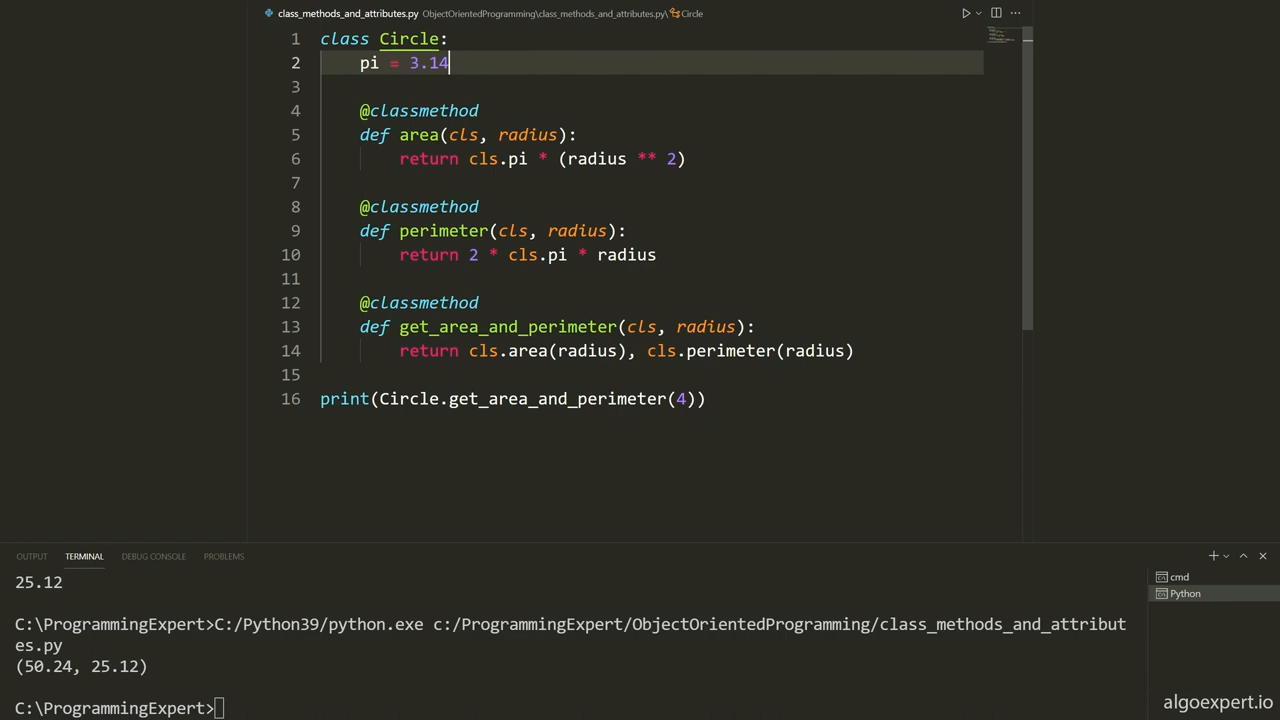 class_methods_and_attributes.py ObjectOrientedProgramming\class_methods_and_attributes.py\Circle
1 class Circle:
2     pi = 3.14
3
4     @classmethod
5     def area(cls, radius):
6         return cls.pi * (radius ** 2)
7
8     @classmethod
9     def perimeter(cls, radius):
10         return 2 * cls.pi * radius
11
12     @classmethod
13     def get_area_and_perimeter(cls, radius):
14         return cls.area(radius), cls.perimeter(radius)
15
16 print(Circle.get_area_and_perimeter(4))
OUTPUT TERMINAL DEBUG CONSOLE PROBLEMS
25.12
cmd
Python
C:\ProgrammingExpert>C:/Python39/python.exe c:/ProgrammingExpert/ObjectOrientedProgramming/class_methods_and_attribut
es.py
(50.24, 25.12)
C:\ProgrammingExpert>
algoexpert.io